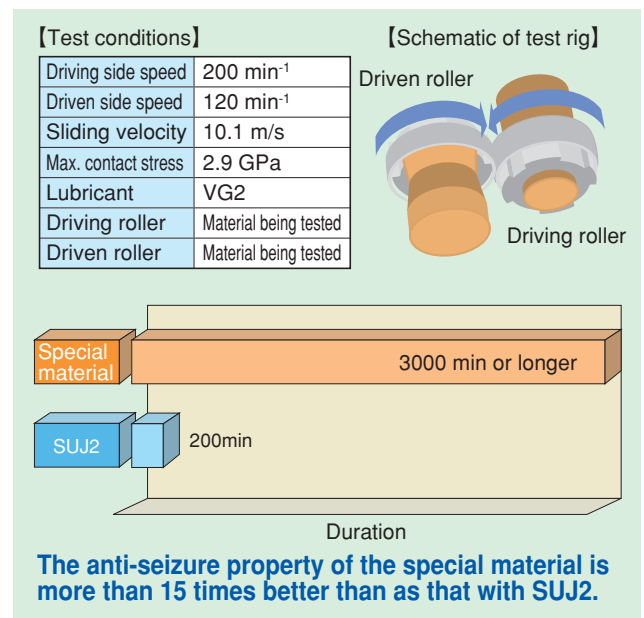 【Test conditions】
Driving side speed 200 min⁻¹
Driven side speed 120 min⁻¹
Sliding velocity 10.1 m/s
Max. contact stress 2.9 GPa
Lubricant VG2
Driving roller Material being tested
Driven roller Material being tested
【Schematic of test rig】
Driven roller
Driving roller
Special
material
3000 min or longer
SUJ2
200min
Duration
The anti-seizure property of the special material is
more than 15 times better than as that with SUJ2.